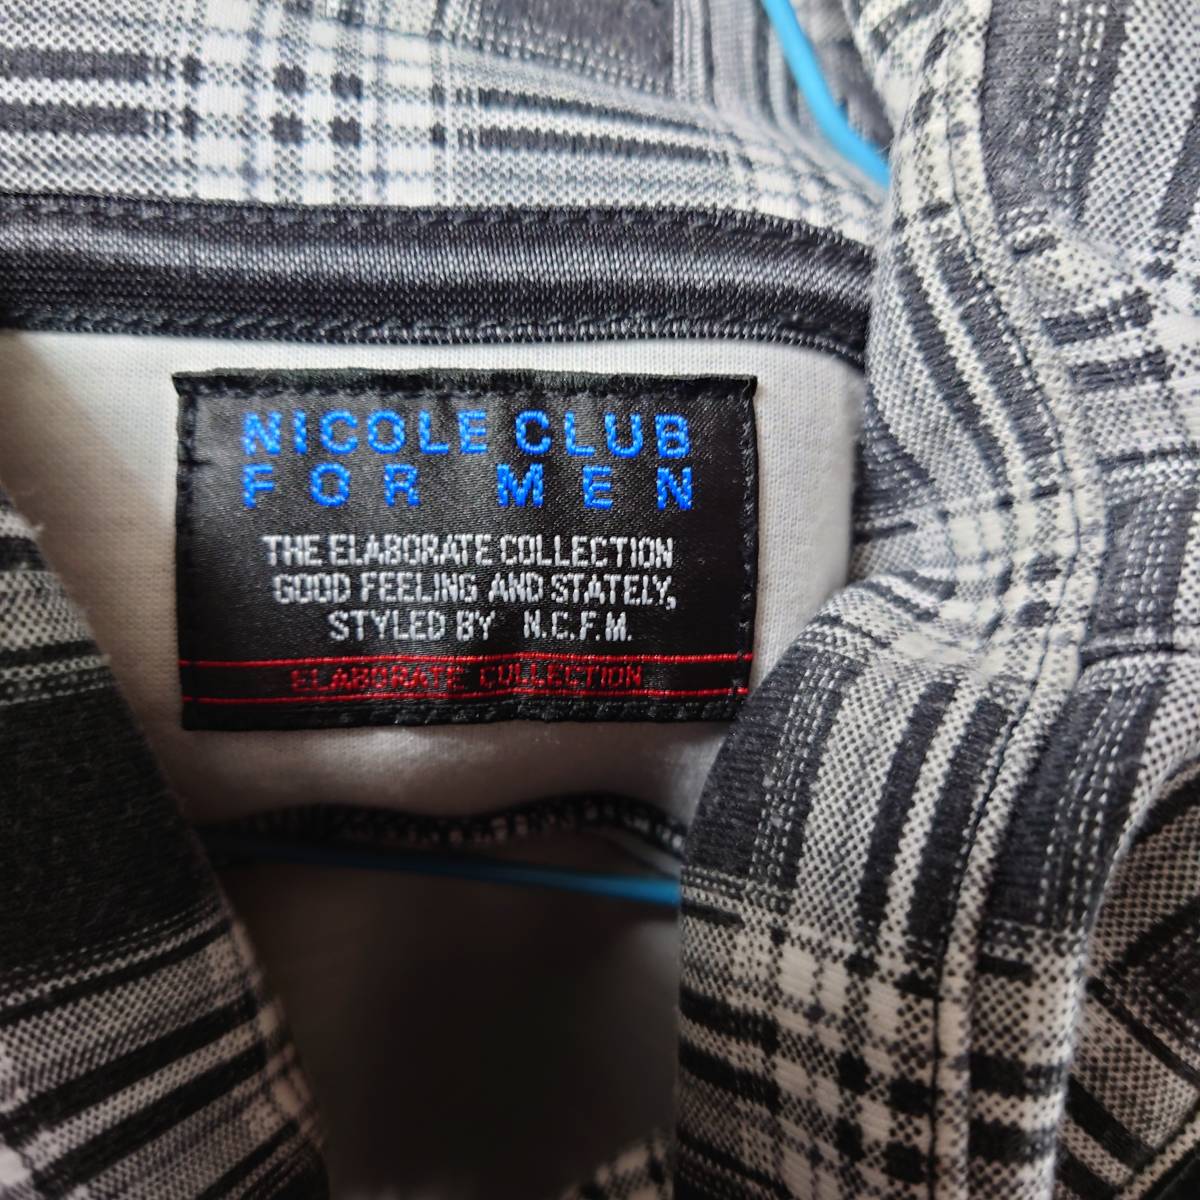 NICOLE CLUB
FOR MEN
THE ELABORATE COLLECTION
GOOD FEELING AND STATELY,
STYLED BY N.C.F.M.
ELABORATE COLLECTION